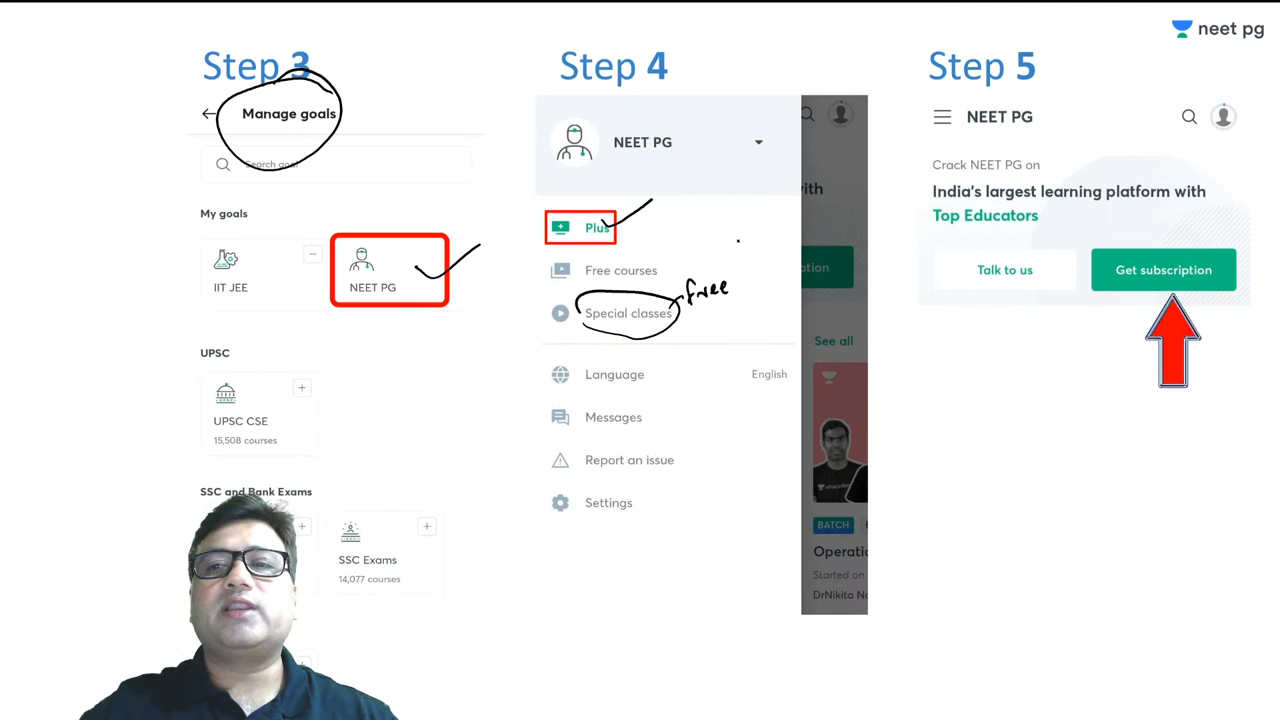 neet pg
Step 3
Manage goals
Search goal
My goals
IIT JEE
NEET PG
UPSC
UPSC CSE
15,508 courses
SSC and Bank Exams
SSC Exams
14,077 courses
Step 4
NEET PG
Plus
Free courses
Special classes
free
Language
English
Messages
Report an issue
Settings
See all
unacademy
BATCH
Started on
Step 5
NEET PG
Crack NEET PG on
India's largest learning platform with
Top Educators
Talk to us
Get subscription